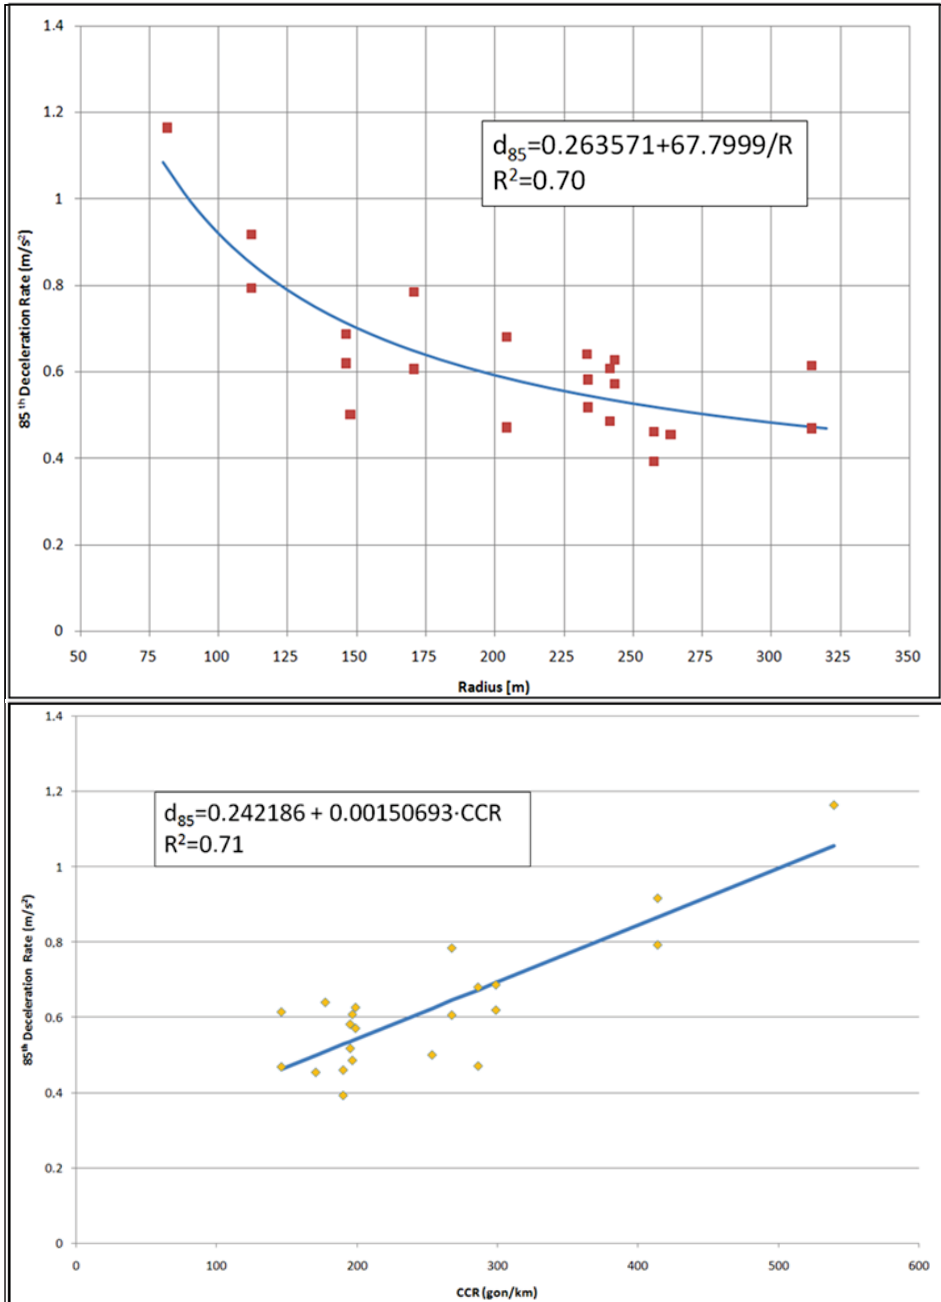 1.4
1.2
1
0.8
0.6
0.4
0.2
0
85 th Deceleration Rate (m/s²)
d₈₅=0.263571+67.7999/R
R²=0.70
50 75 100 125 150 175 200 225 250 275 300 325 350
Radius [m)
1.4
1.2
1
0.8
0.6
0.4
0.2
0
85th Deceleration Rate (m/s²)
d₈₅=0.242186 + 0.00150693·CCR
R²=0.71
0 100 200 300 400 500 600
CCR (gon/km)